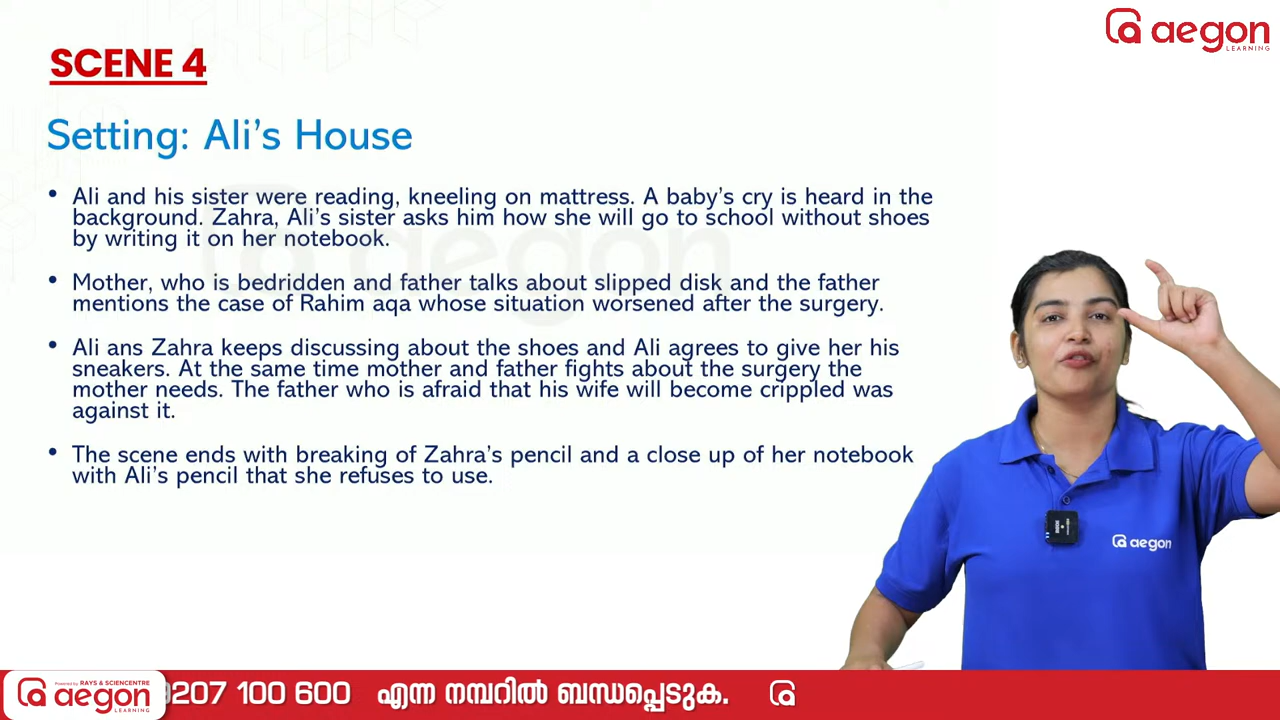 aegon
LEARNING
SCENE 4
Setting: Ali's House
• Ali and his sister were reading, kneeling on mattress. A baby's cry is heard in the
background. Zahra, Ali's sister asks him how she will go to school without shoes
by writing it on her notebook.
• Mother, who is bedridden and father talks about slipped disk and the father
mentions the case of Rahim aqa whose situation worsened after the surgery.
• Ali ans Zahra keeps discussing about the shoes and Ali agrees to give her his
sneakers. At the same time mother and father fights about the surgery the
mother needs. The father who is afraid that his wife will become crippled was
against it.
• The scene ends with breaking of Zahra's pencil and a close up of her notebook
with Ali's pencil that she refuses to use.
aegon
aegon
Powered by RAYS & SCIENCENTRE
aegon
LEARNING
207 100 600 എന്ന നമ്പറിൽ ബന്ധപ്പെടുക.